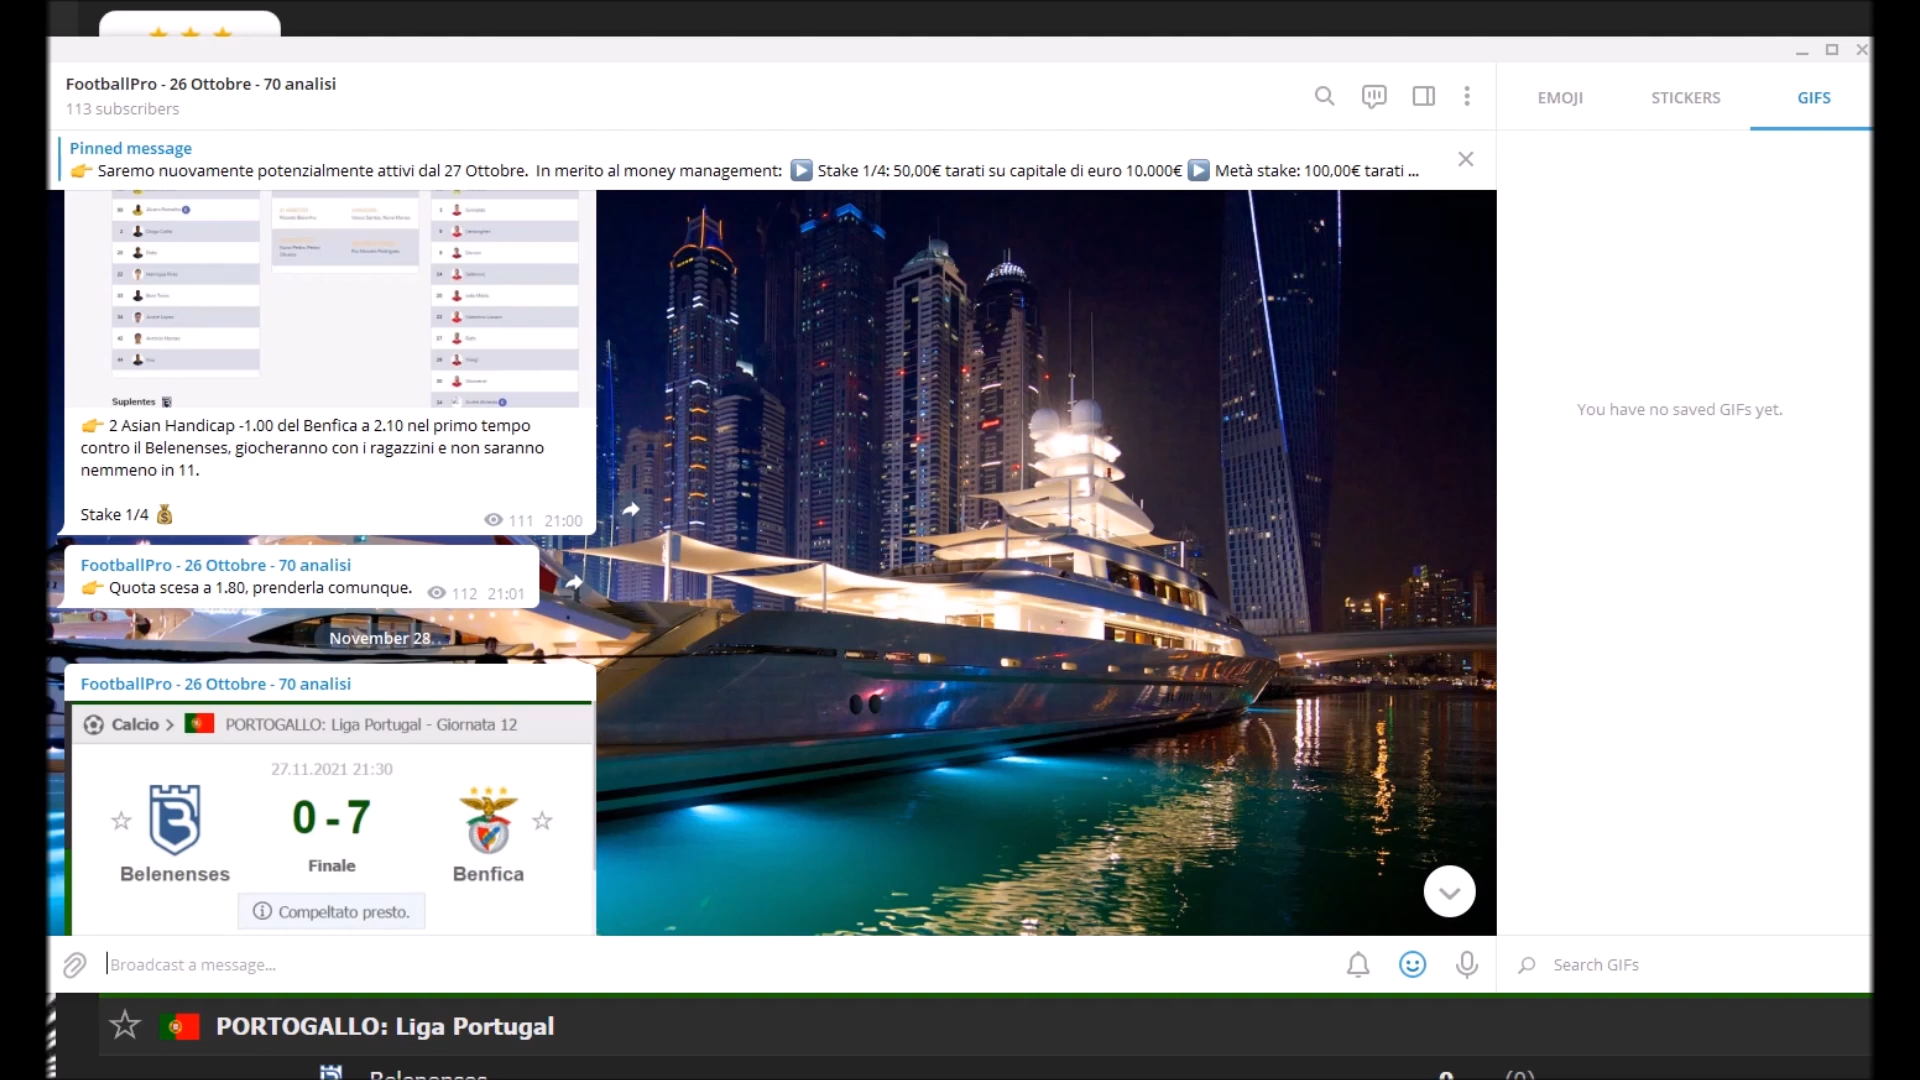 FootballPro - 26 Ottobre - 70 analisi
113 subscribers
EMOJI
STICKERS
GIFS
Pinned message
👉 Saremo nuovamente potenzialmente attivi dal 27 Ottobre. In merito al money management: ▶️ Stake 1/4: 50,00€ tarati su capitale di euro 10.000€ ▶️ Metà stake: 100,00€ tarati ...
Suplentes
You have no saved GIFs yet.
👉 2 Asian Handicap -1.00 del Benfica a 2.10 nel primo tempo
contro il Belenenses, giocheranno con i ragazzini e non saranno
nemmeno in 11.
Stake 1/4 💰
111 21:00
FootballPro - 26 Ottobre - 70 analisi
👉 Quota scesa a 1.80, prenderla comunque.
112 21:01
November 28
FootballPro - 26 Ottobre - 70 analisi
Calcio > PORTOGALLO: Liga Portugal - Giornata 12
27.11.2021 21:30
0 - 7
Finale
Belenenses
Benfica
Compeltato presto.
Broadcast a message...
Search GIFs
PORTOGALLO: Liga Portugal
Belenenses